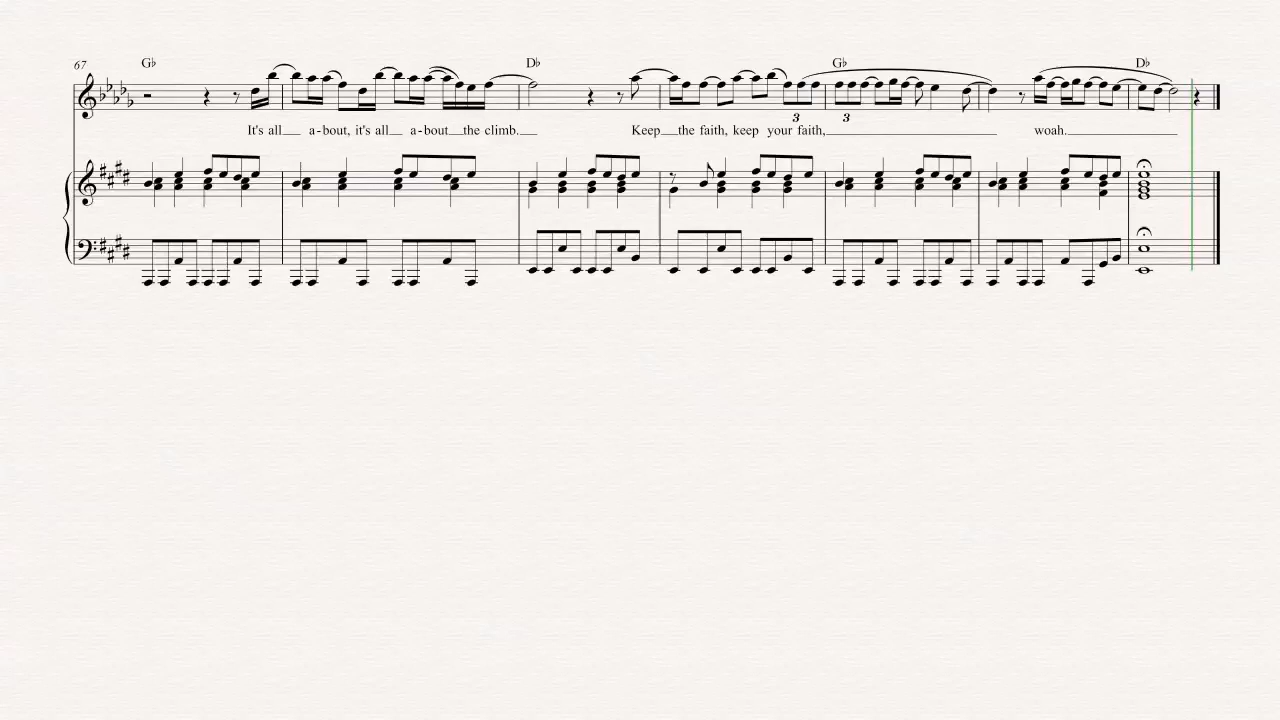 67 G♭ D♭ G♭ D♭
3 3
It's all a-bout, it's all a-bout the climb. Keep the faith, keep your faith, woah.